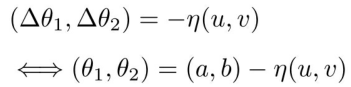 (Δθ₁, Δθ₂) = −η(u, v)
⟺ (θ₁, θ₂) = (a, b) − η(u, v)